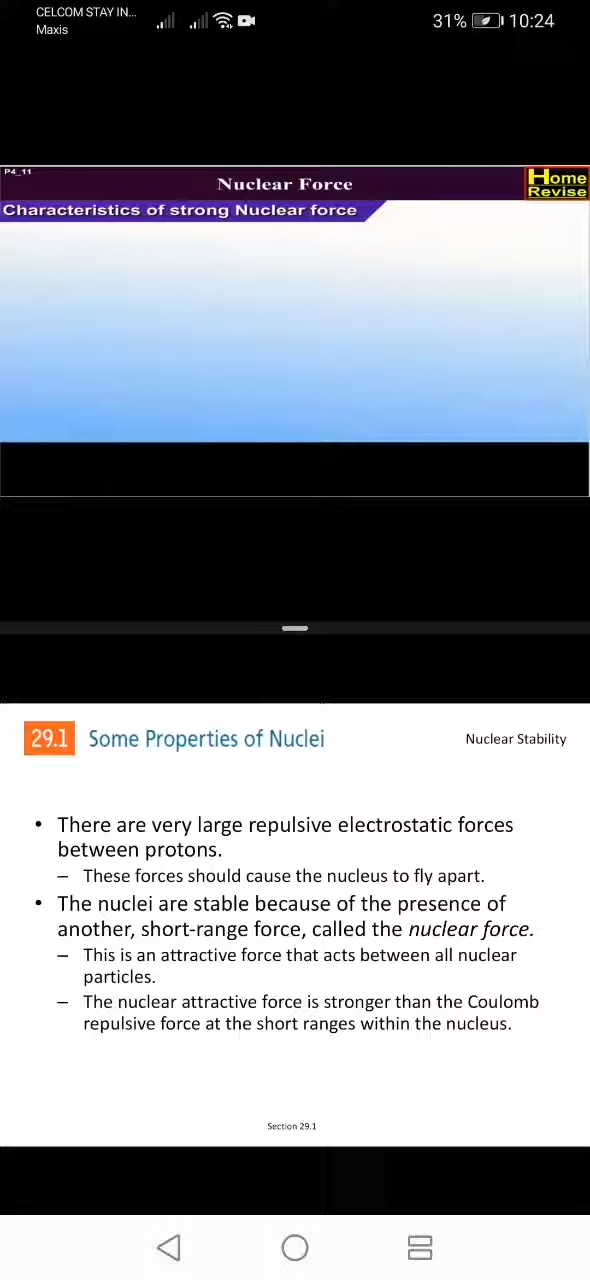 CELCOM STAY IN...
Maxis
31% 10:24
P4_11
Nuclear Force
Home
Revise
Characteristics of strong Nuclear force
29.1 Some Properties of Nuclei
Nuclear Stability
• There are very large repulsive electrostatic forces
between protons.
– These forces should cause the nucleus to fly apart.
• The nuclei are stable because of the presence of
another, short-range force, called the nuclear force.
– This is an attractive force that acts between all nuclear
particles.
– The nuclear attractive force is stronger than the Coulomb
repulsive force at the short ranges within the nucleus.
Section 29.1